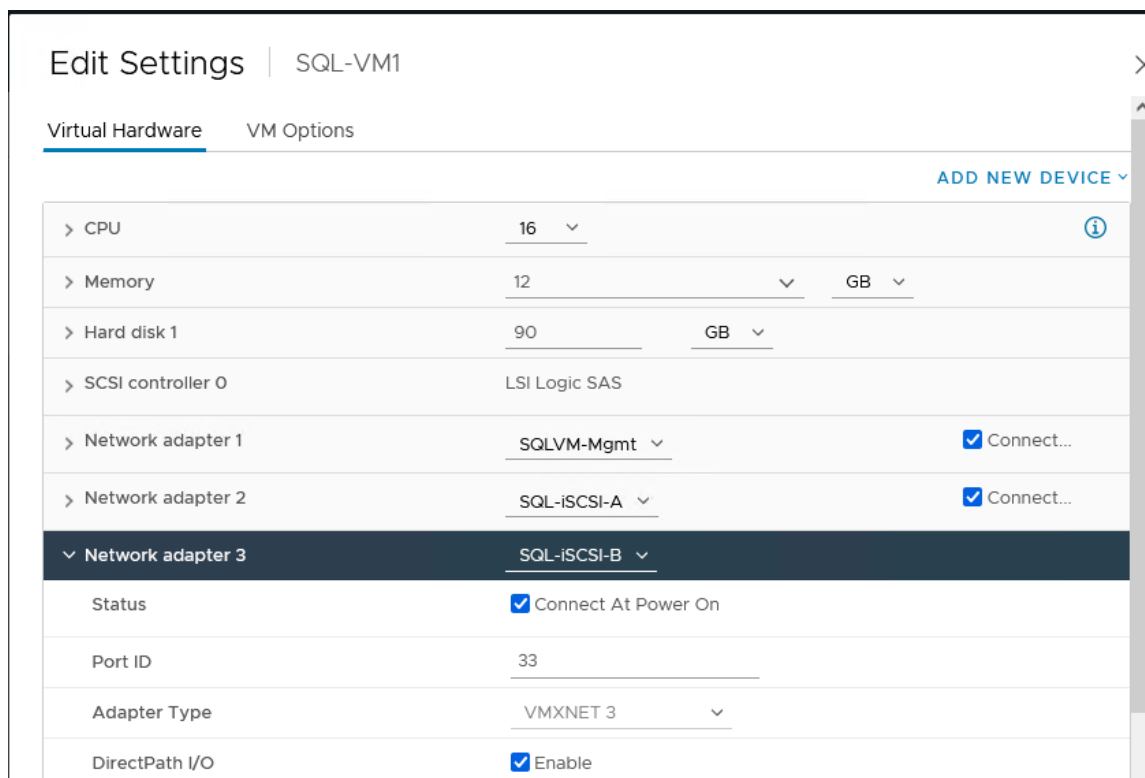 Edit Settings SQL-VM1
Virtual Hardware VM Options
ADD NEW DEVICE
CPU 16
Memory 12 GB
Hard disk 1 90 GB
SCSI controller 0 LSI Logic SAS
Network adapter 1 SQLVM-Mgmt Connect...
Network adapter 2 SQL-iSCSI-A Connect...
Network adapter 3 SQL-iSCSI-B
Status Connect At Power On
Port ID 33
Adapter Type VMXNET 3
DirectPath I/O Enable